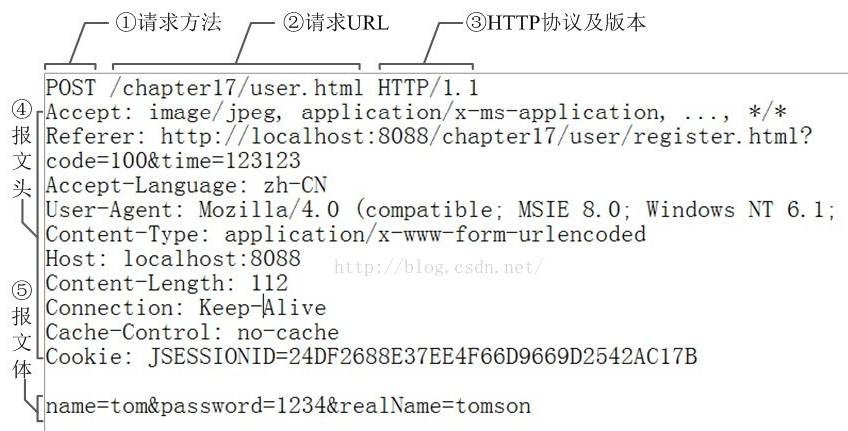 ①请求方法 ②请求URL ③HTTP协议及版本
POST /chapter17/user.html HTTP/1.1
④报文头
Accept: image/jpeg, application/x-ms-application, ..., */*
Referer: http://localhost:8088/chapter17/user/register.html?
code=100&time=123123
Accept-Language: zh-CN
User-Agent: Mozilla/4.0 (compatible; MSIE 8.0; Windows NT 6.1;
Content-Type: application/x-www-form-urlencoded
Host: localhost:8088
http://blog.csdn.net/
Content-Length: 112
Connection: Keep-Alive
Cache-Control: no-cache
Cookie: JSESSIONID=24DF2688E37EE4F66D9669D2542AC17B
⑤报文体
name=tom&password=1234&realName=tomson